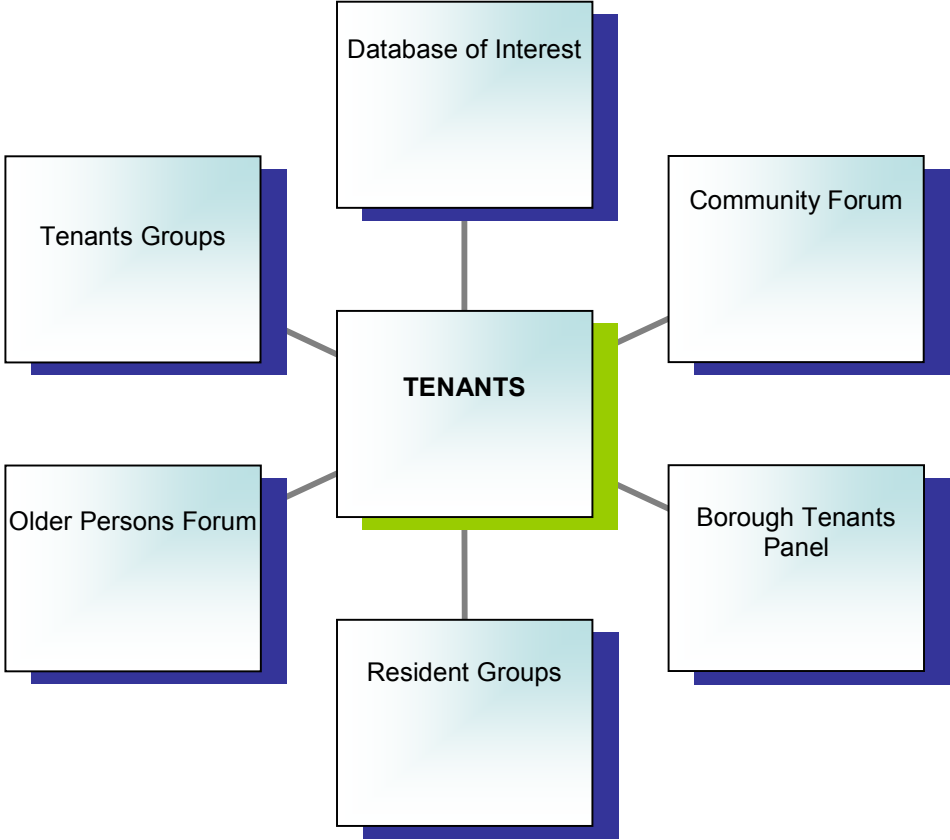 Database of Interest
Community Forum
Tenants Groups
TENANTS
Older Persons Forum
Borough Tenants
Panel
Resident Groups